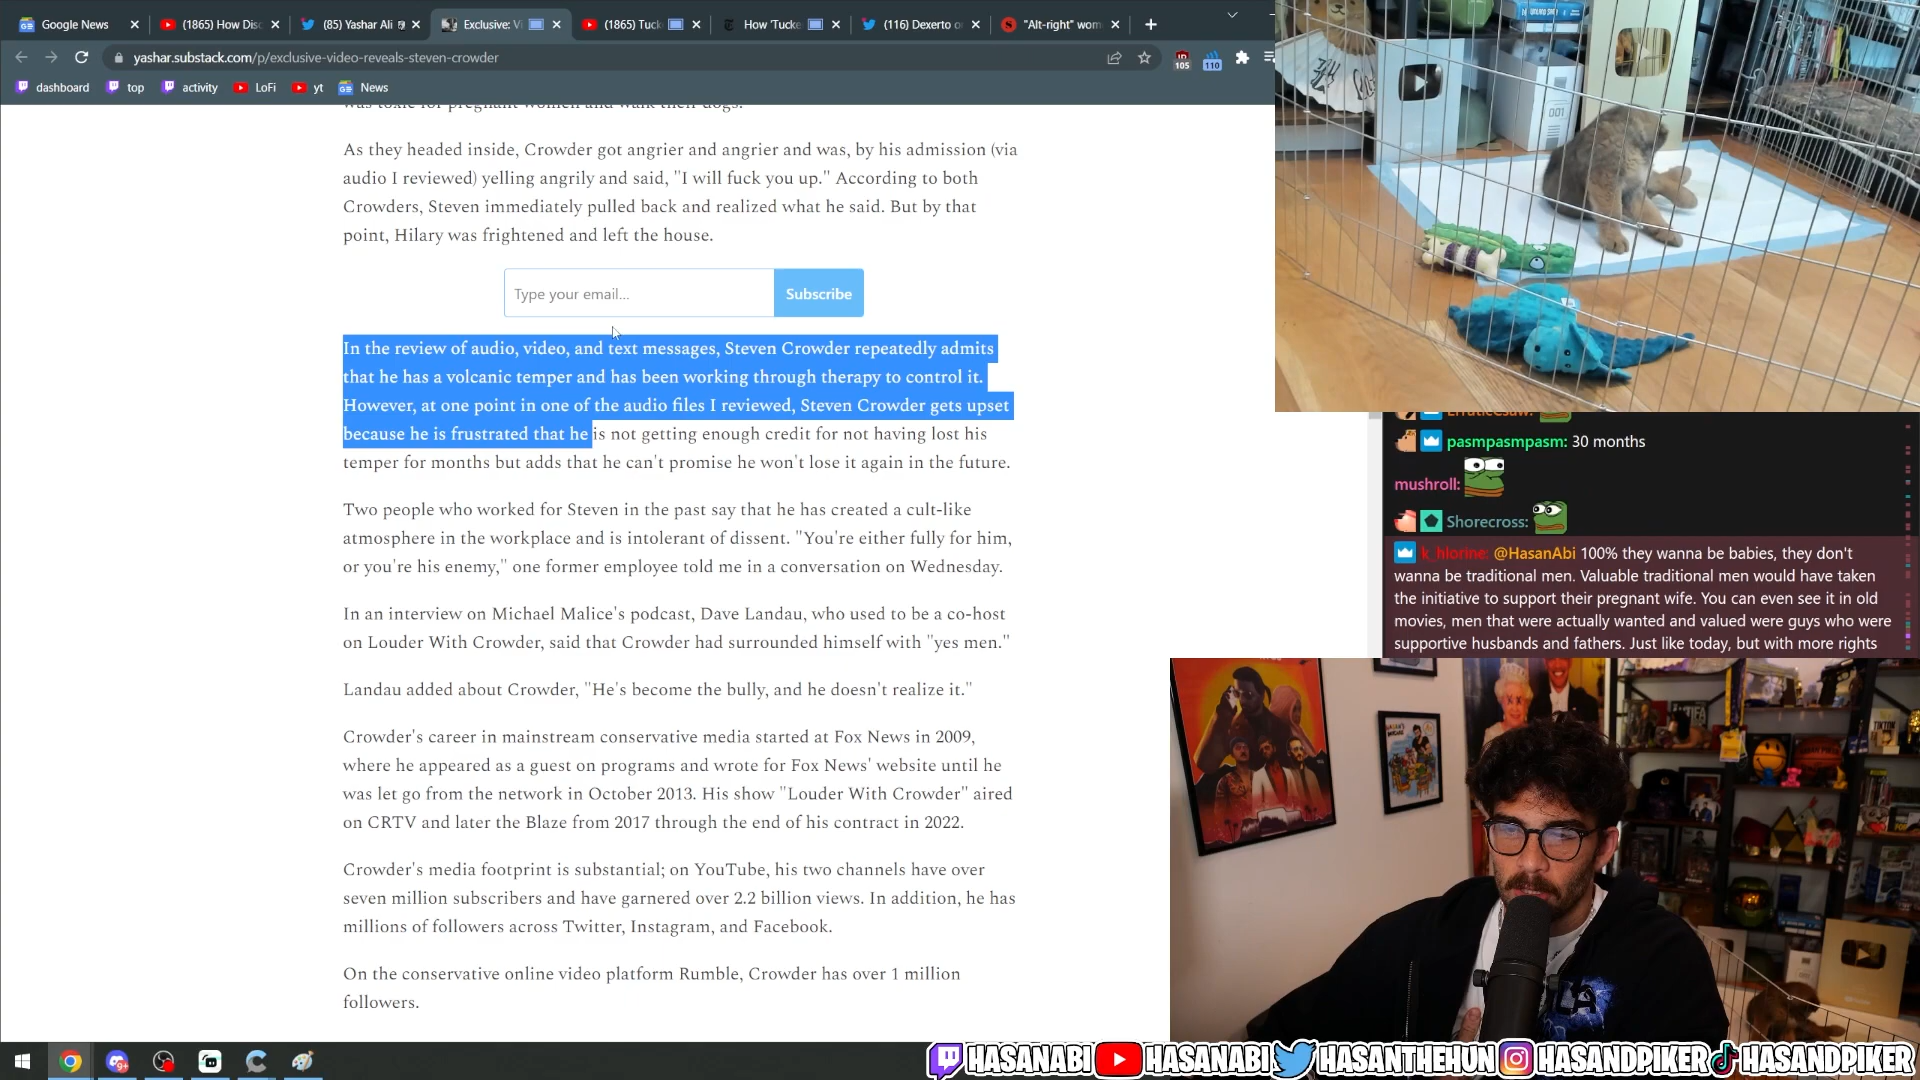 Google News
(1865) How Disc
(85) Yashar Ali
Exclusive: Vi
(1865) Tuck
How 'Tucke
(116) Dexerto o
"Alt-right" wom
yashar.substack.com/p/exclusive-video-reveals-steven-crowder
105
110
dashboard
top
activity
LoFi
yt
News
was toxic for pregnant women and walk their dogs.
As they headed inside, Crowder got angrier and angrier and was, by his admission (via
audio I reviewed) yelling angrily and said, "I will fuck you up." According to both
Crowders, Steven immediately pulled back and realized what he said. But by that
point, Hilary was frightened and left the house.
Type your email...
Subscribe
In the review of audio, video, and text messages, Steven Crowder repeatedly admits
that he has a volcanic temper and has been working through therapy to control it.
However, at one point in one of the audio files I reviewed, Steven Crowder gets upset
because he is frustrated that he is not getting enough credit for not having lost his
temper for months but adds that he can't promise he won't lose it again in the future.
Two people who worked for Steven in the past say that he has created a cult-like
atmosphere in the workplace and is intolerant of dissent. "You're either fully for him,
or you're his enemy," one former employee told me in a conversation on Wednesday.
In an interview on Michael Malice's podcast, Dave Landau, who used to be a co-host
on Louder With Crowder, said that Crowder had surrounded himself with "yes men."
Landau added about Crowder, "He's become the bully, and he doesn't realize it."
Crowder's career in mainstream conservative media started at Fox News in 2009,
where he appeared as a guest on programs and wrote for Fox News' website until he
was let go from the network in October 2013. His show "Louder With Crowder" aired
on CRTV and later the Blaze from 2017 through the end of his contract in 2022.
Crowder's media footprint is substantial; on YouTube, his two channels have over
seven million subscribers and have garnered over 2.2 billion views. In addition, he has
millions of followers across Twitter, Instagram, and Facebook.
On the conservative online video platform Rumble, Crowder has over 1 million
followers.
001
pasmpasmpasm: 30 months
mushroll:
Shorecross:
k_hlorine: @HasanAbi 100% they wanna be babies, they don't
wanna be traditional men. Valuable traditional men would have taken
the initiative to support their pregnant wife. You can even see it in old
movies, men that were actually wanted and valued were guys who were
supportive husbands and fathers. Just like today, but with more rights
HASANABI
HASANABI
HASANTHEHUN
HASANDPIKER
HASANDPIKER